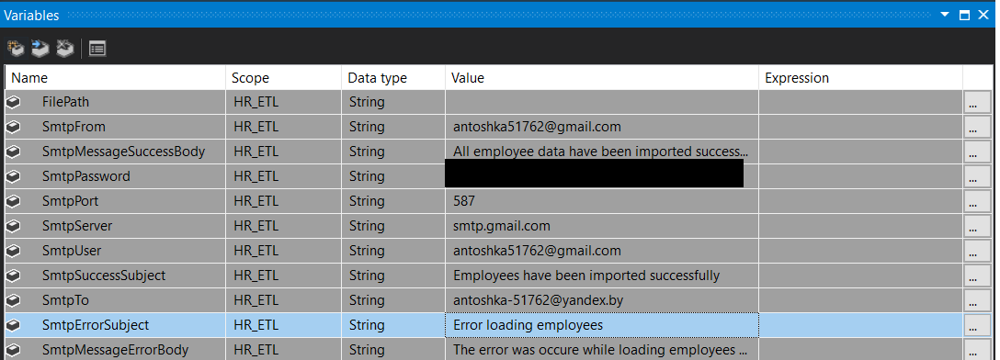 Variables
Name Scope Data type Value Expression
FilePath HR_ETL String ...
SmtpFrom HR_ETL String antoshka51762@gmail.com ...
SmtpMessageSuccessBody HR_ETL String All employee data have been imported success... ...
SmtpPassword HR_ETL String ...
SmtpPort HR_ETL String 587 ...
SmtpServer HR_ETL String smtp.gmail.com ...
SmtpUser HR_ETL String antoshka51762@gmail.com ...
SmtpSuccessSubject HR_ETL String Employees have been imported successfully ...
SmtpTo HR_ETL String antoshka-51762@yandex.by ...
SmtpErrorSubject HR_ETL String Error loading employees ...
SmtpMessageErrorBody HR_ETL String The error was occure while loading employees ... ...